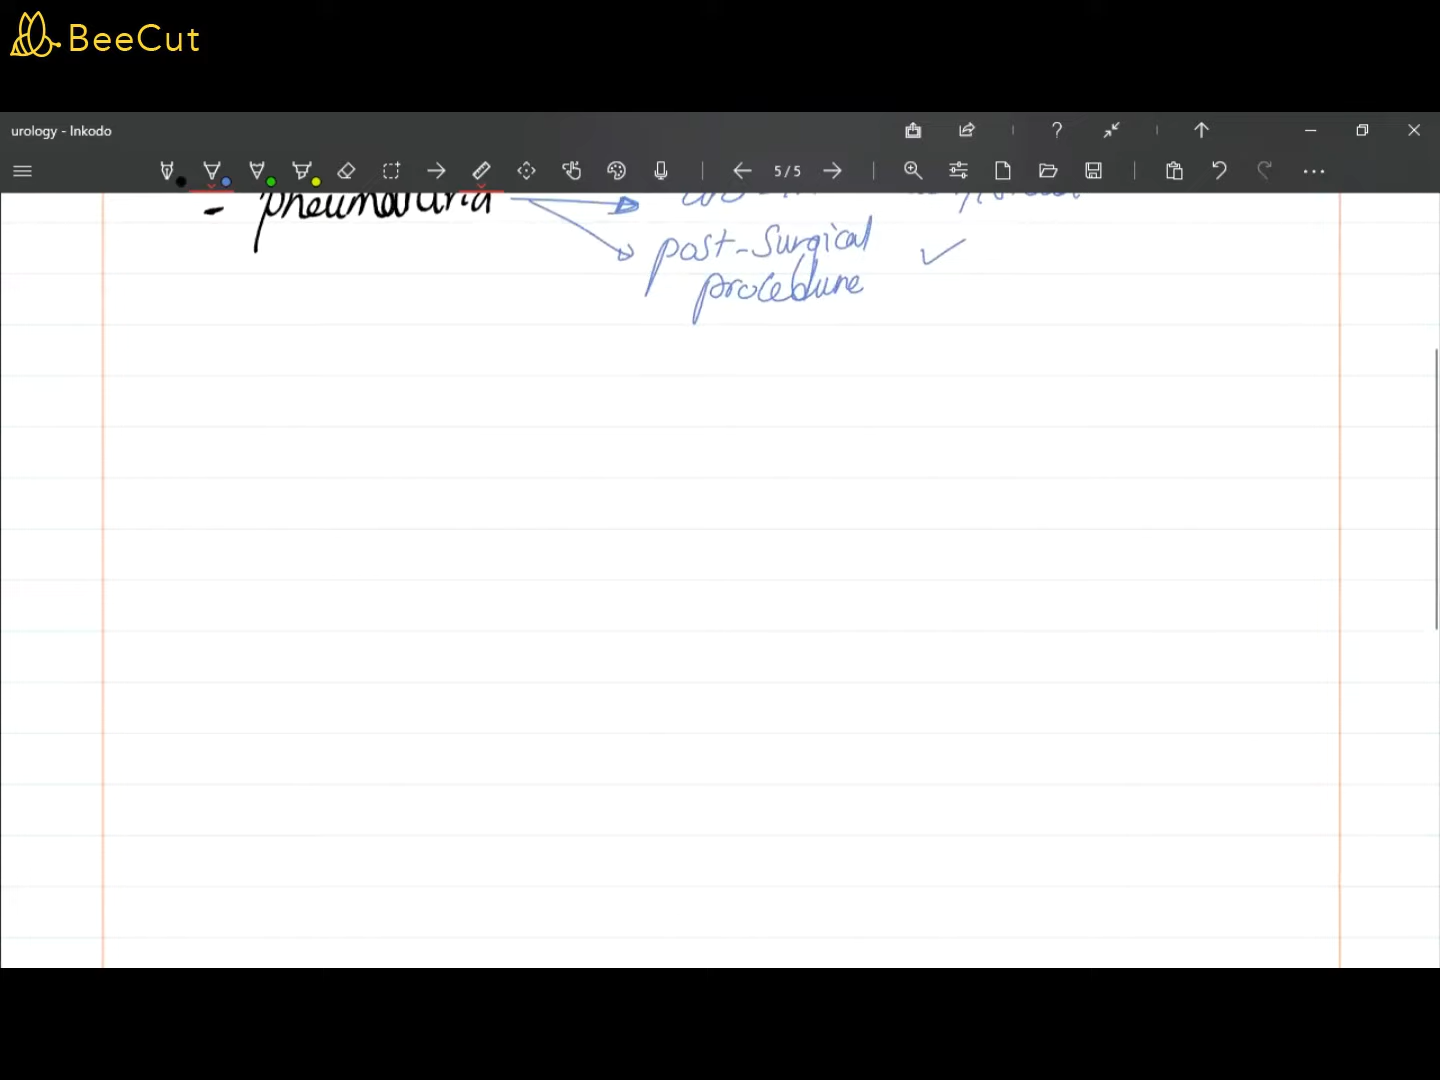 BeeCut
urology - Inkodo
5 / 5
- pneumaturia
post-Surgical
procedure